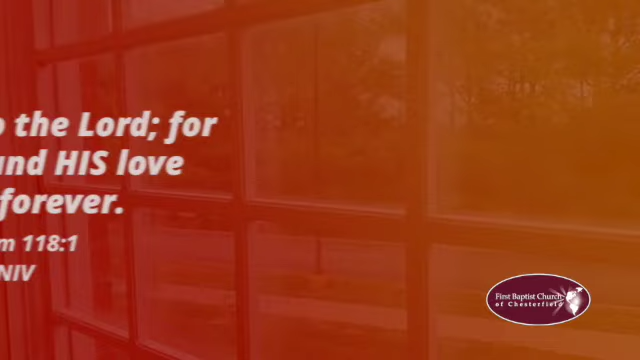 the Lord; for
and HIS love
forever.
118:1
NIV
First Baptist Church
of Chesterfield